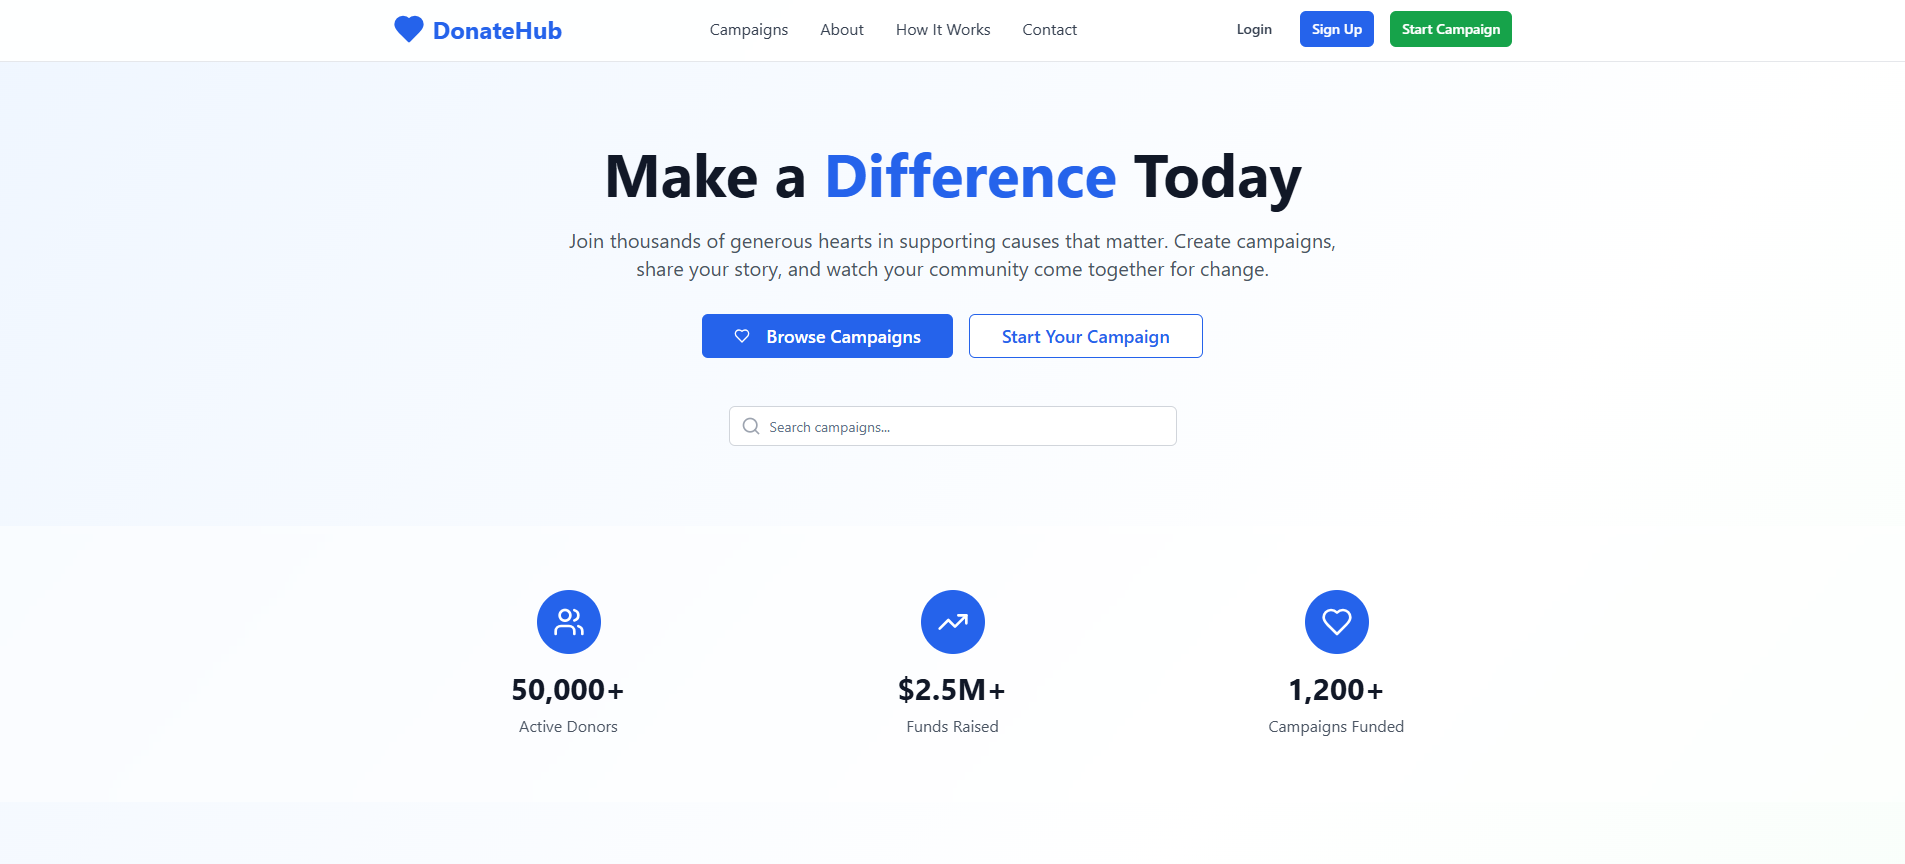 DonateHub
Campaigns
About
How It Works
Contact
Login
Sign Up
Start Campaign
Make a Difference Today
Join thousands of generous hearts in supporting causes that matter. Create campaigns,
share your story, and watch your community come together for change.
Browse Campaigns
Start Your Campaign
Search campaigns...
50,000+
Active Donors
$2.5M+
Funds Raised
1,200+
Campaigns Funded